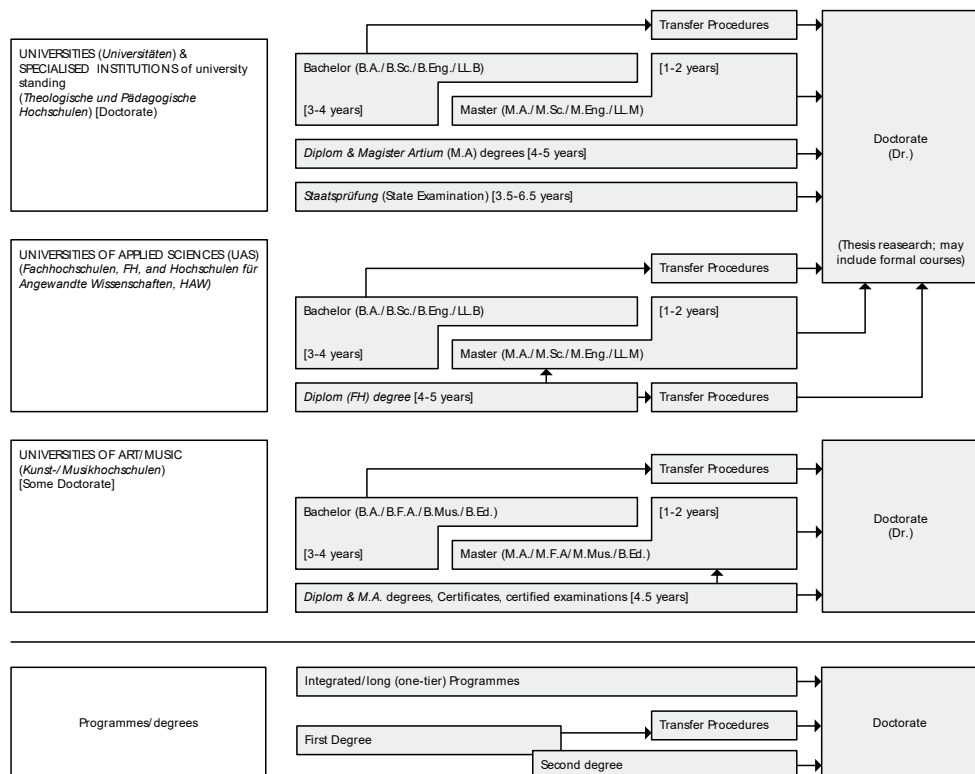 Transfer Procedures
UNIVERSITIES (Universitäten) &
SPECIALISED INSTITUTIONS of university
standing
(Theologische und Pädagogische
Hochschulen) [Doctorate)
Bachelor (B.A./B.Sc./B.Eng./LL.B)
[1-2 years]
[3-4 years]
Master (M.A./M.Sc./M.Eng./LL.M)
Diplom & Magister Artium (M.A) degrees [4-5 years]
Staatsprüfung (State Examination) [3.5-6.5 years]
Doctorate
(Dr.)
(Thesis reasearch; may
include formal courses)
UNIVERSITIES OF APPLIED SCIENCES (UAS)
(Fachhochschulen, FH, and Hochschulen für
Angewandte Wissenschaften, HAW)
Transfer Procedures
Bachelor (B.A./B.Sc./B.Eng./LL.B)
[1-2 years]
[3-4 years]
Master (M.A./M.Sc./M.Eng./LL.M)
Diplom (FH) degree [4-5 years]
Transfer Procedures
UNIVERSITIES OF ART/MUSIC
(Kunst-/Musikhochschulen)
[Some Doctorate]
Transfer Procedures
Bachelor (B.A./B.F.A./B.Mus./B.Ed.)
[1-2 years]
[3-4 years]
Master (M.A./M.F.A/M.Mus./B.Ed.)
Diplom & M.A. degrees, Certificates, certified examinations [4.5 years]
Doctorate
(Dr.)
Programmes/degrees
Integrated/long (one-tier) Programmes
Transfer Procedures
First Degree
Second degree
Doctorate